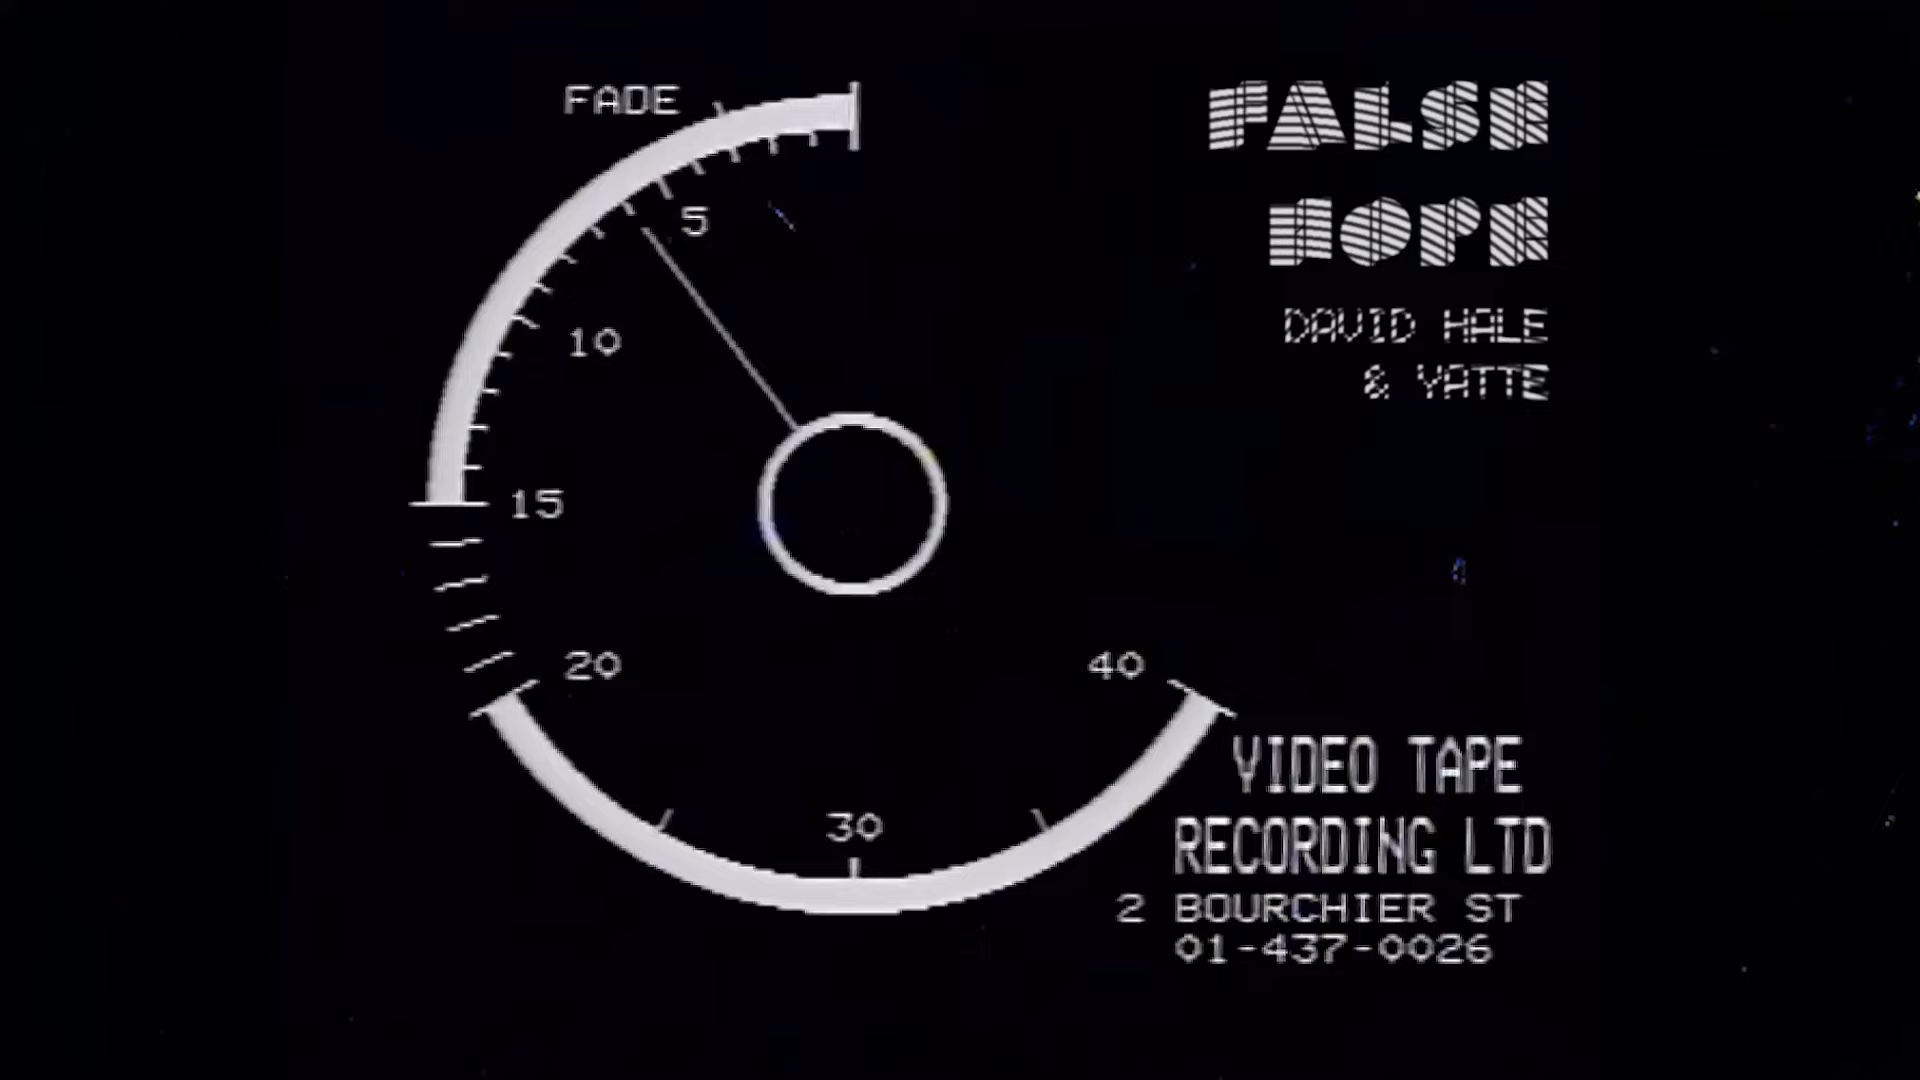 FADE
5
10
15
20
30
40
FALSE
HOPE
DAVID HALE
& YATTE
VIDEO TAPE
RECORDING LTD
2 BOURCHIER ST
01-437-0026